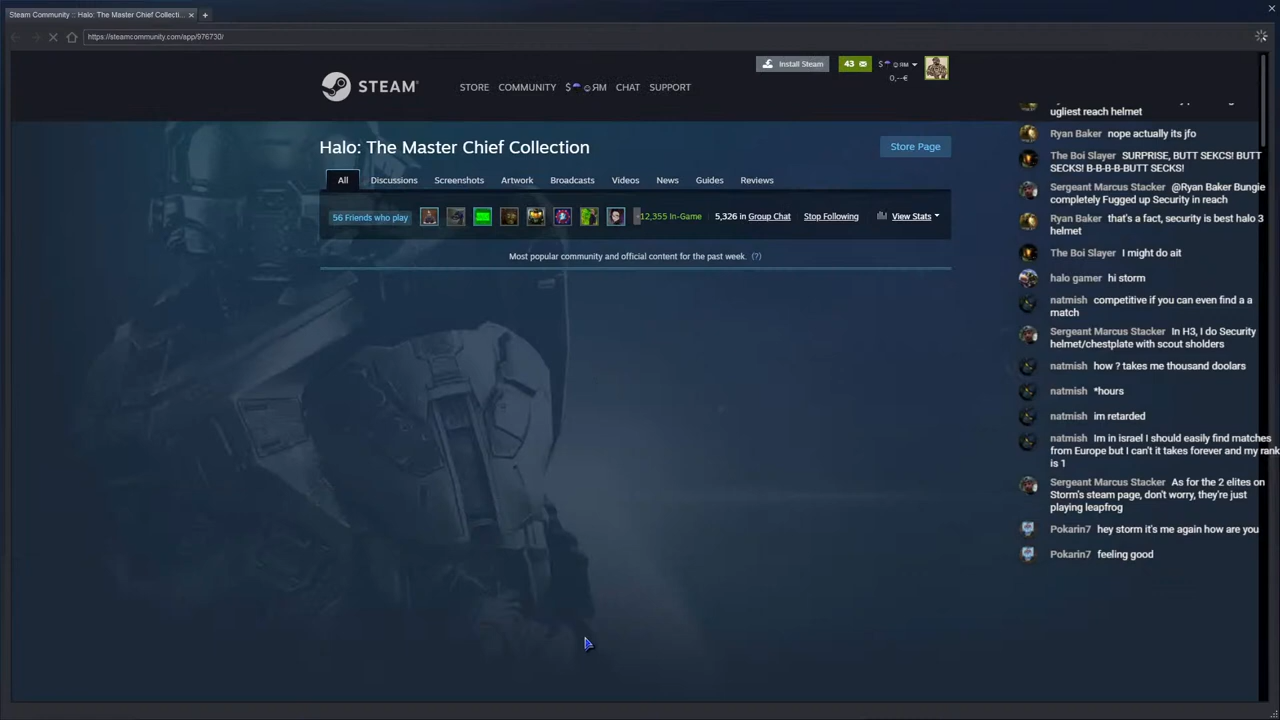 Steam Community :: Halo: The Master Chief Collecti...
https://steamcommunity.com/app/976730/
Install Steam
43
0,--€
STEAM
STORE
COMMUNITY
CHAT
SUPPORT
Halo: The Master Chief Collection
Store Page
All
Discussions
Screenshots
Artwork
Broadcasts
Videos
News
Guides
Reviews
56 Friends who play
12,355 In-Game
5,326 in Group Chat
Stop Following
View Stats
Most popular community and official content for the past week. (?)
ugliest reach helmet
Ryan Baker nope actually its jfo
The Boi Slayer SURPRISE, BUTT SEKCS! BUTT
SECKS! B-B-B-B-BUTT SECKS!
Sergeant Marcus Stacker @Ryan Baker Bungie
completely Fugged up Security in reach
Ryan Baker that's a fact, security is best halo 3
helmet
The Boi Slayer I might do ait
halo gamer hi storm
natmish competitive if you can even find a a
match
Sergeant Marcus Stacker In H3, I do Security
helmet/chestplate with scout sholders
natmish how ? takes me thousand doolars
natmish *hours
natmish im retarded
natmish Im in israel I should easily find matches
from Europe but I can't it takes forever and my rank
is 1
Sergeant Marcus Stacker As for the 2 elites on
Storm's steam page, don't worry, they're just
playing leapfrog
Pokarin7 hey storm it's me again how are you
Pokarin7 feeling good